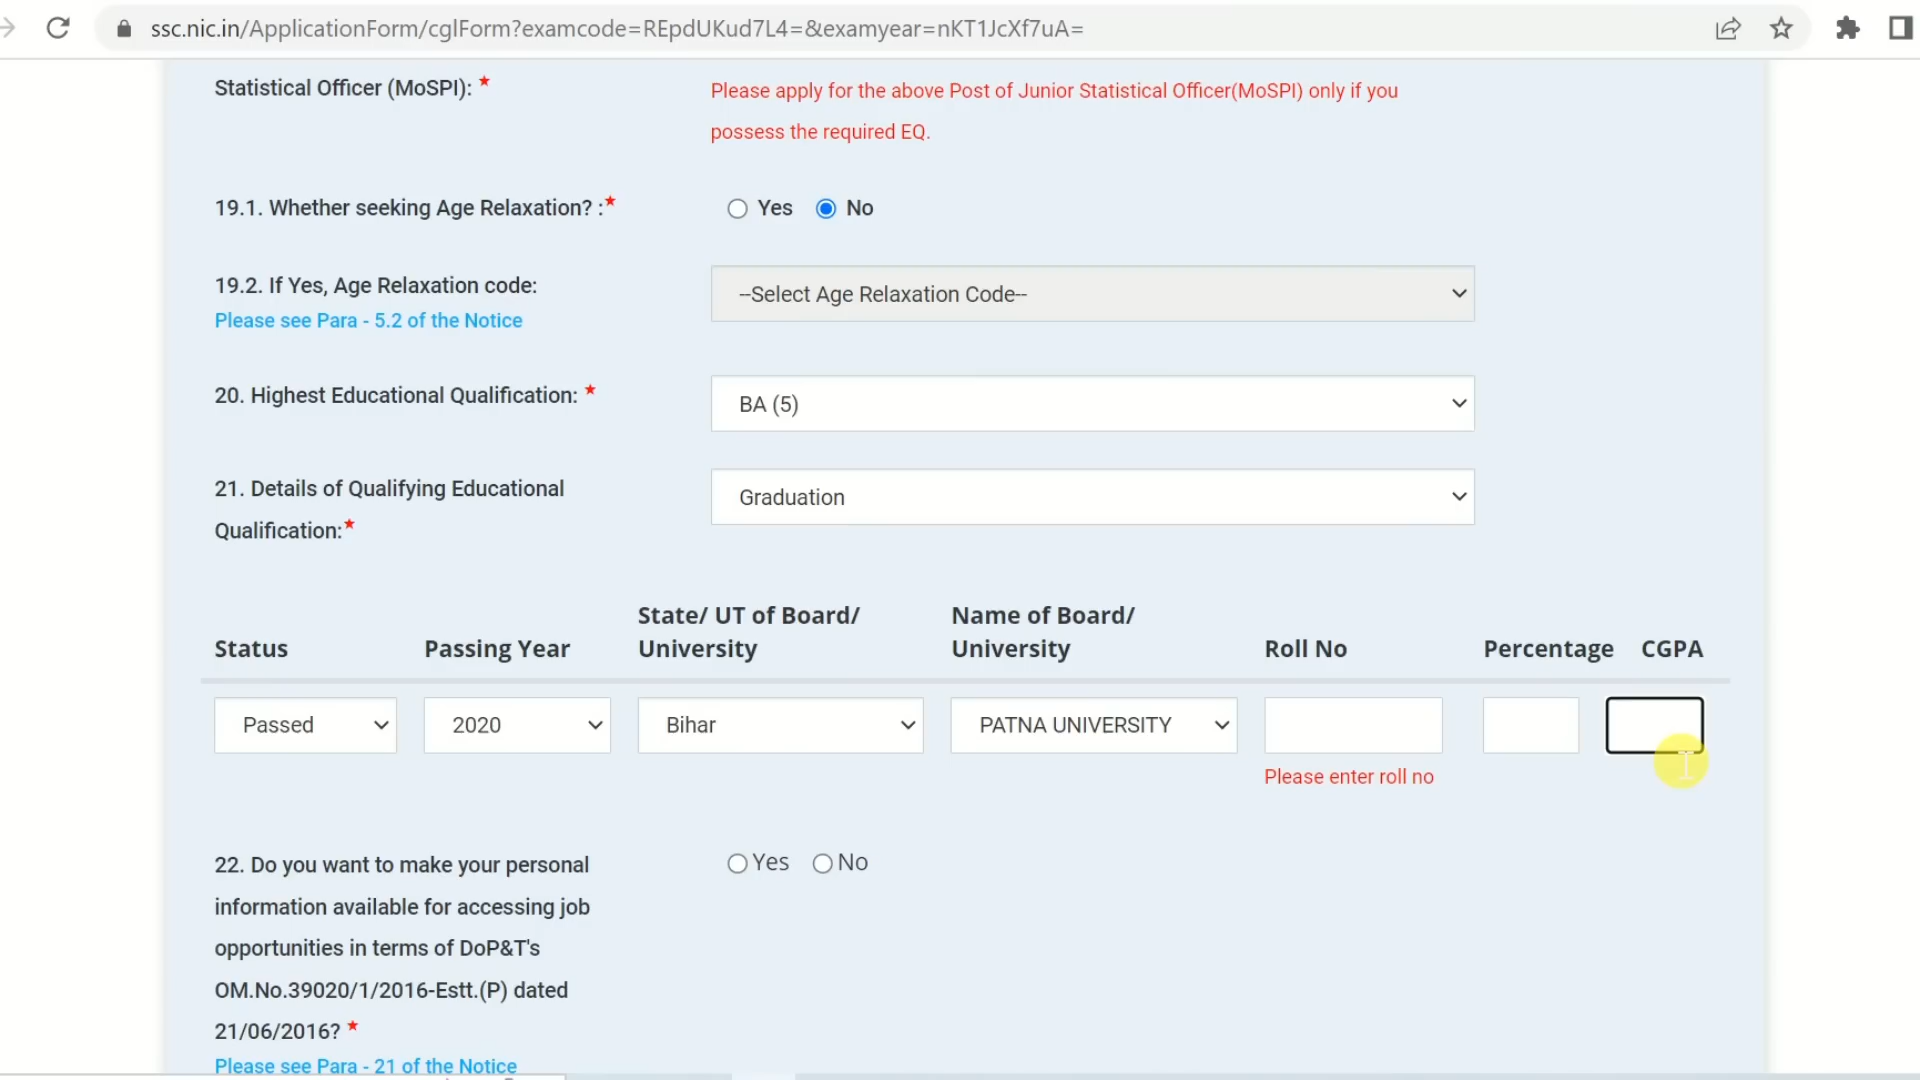 ssc.nic.in/ApplicationForm/cglForm?examcode=REpdUKud7L4=&examyear=nKT1JcXf7uA=
Statistical Officer (MoSPI): *
Please apply for the above Post of Junior Statistical Officer(MoSPI) only if you
possess the required EQ.
19.1. Whether seeking Age Relaxation? :*
Yes No
19.2. If Yes, Age Relaxation code:
Please see Para - 5.2 of the Notice
--Select Age Relaxation Code--
20. Highest Educational Qualification: *
BA (5)
21. Details of Qualifying Educational
Qualification:*
Graduation
Status Passing Year State/ UT of Board/ University Name of Board/ University Roll No Percentage CGPA
Passed 2020 Bihar PATNA UNIVERSITY
Please enter roll no
22. Do you want to make your personal
information available for accessing job
opportunities in terms of DoP&T's
OM.No.39020/1/2016-Estt.(P) dated
21/06/2016? *
Yes No
Please see Para - 21 of the Notice